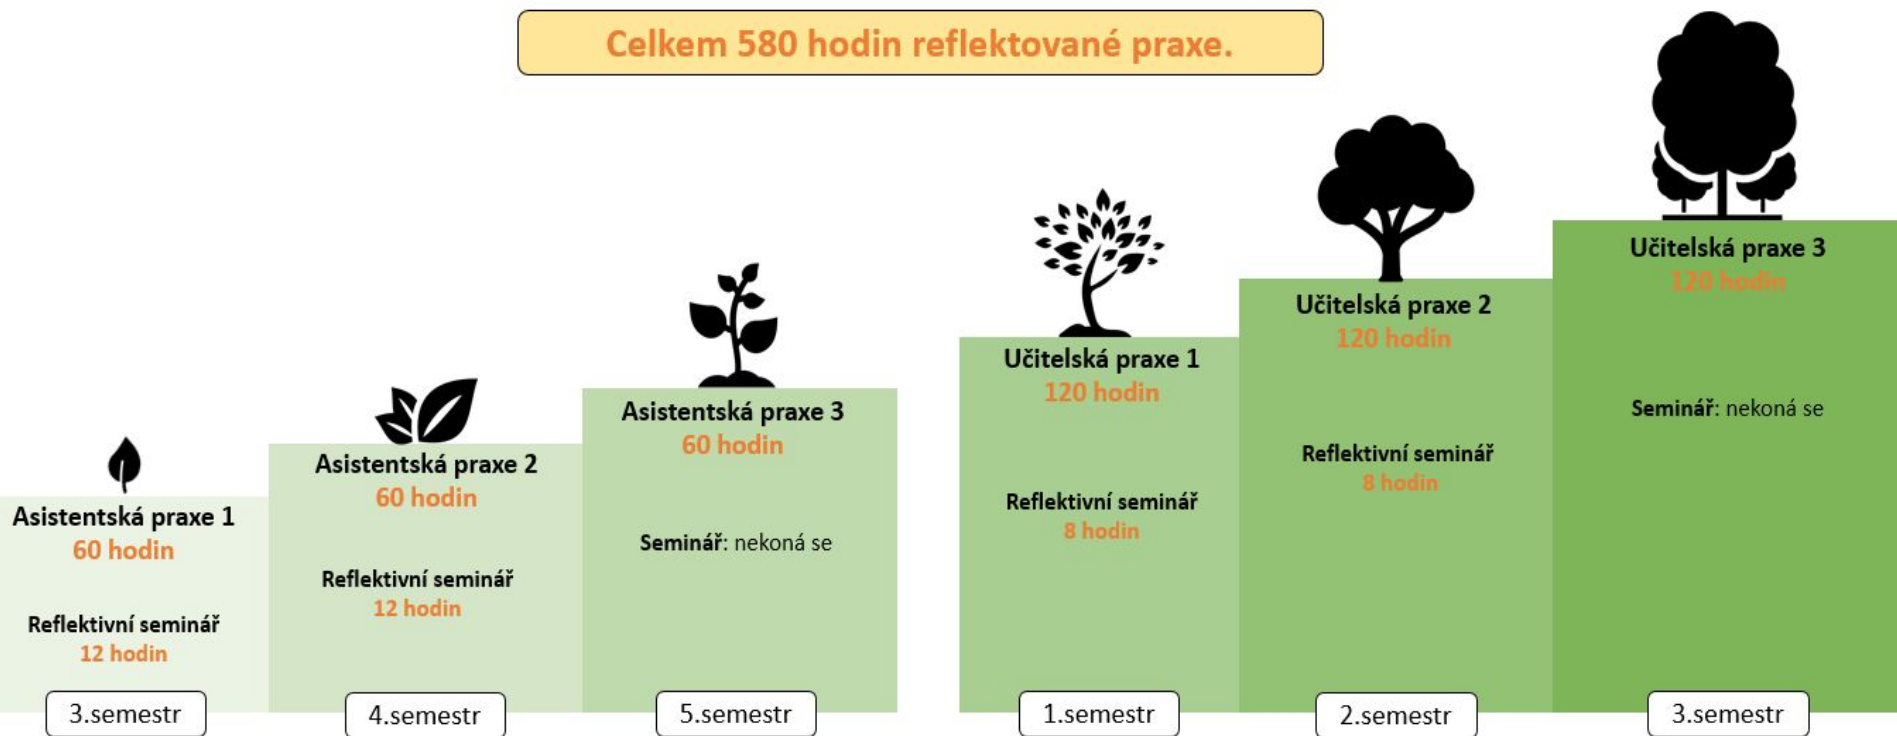 Celkem 580 hodin reflektované praxe.
Asistentská praxe 1
60 hodin
Reflektivní seminář
12 hodin
3.semestr
Asistentská praxe 2
60 hodin
Reflektivní seminář
12 hodin
4.semestr
Asistentská praxe 3
60 hodin
Seminář: nekoná se
5.semestr
Učitelská praxe 1
120 hodin
Reflektivní seminář
8 hodin
1.semestr
Učitelská praxe 2
120 hodin
Reflektivní seminář
8 hodin
2.semestr
Učitelská praxe 3
120 hodin
Seminář: nekoná se
3.semestr